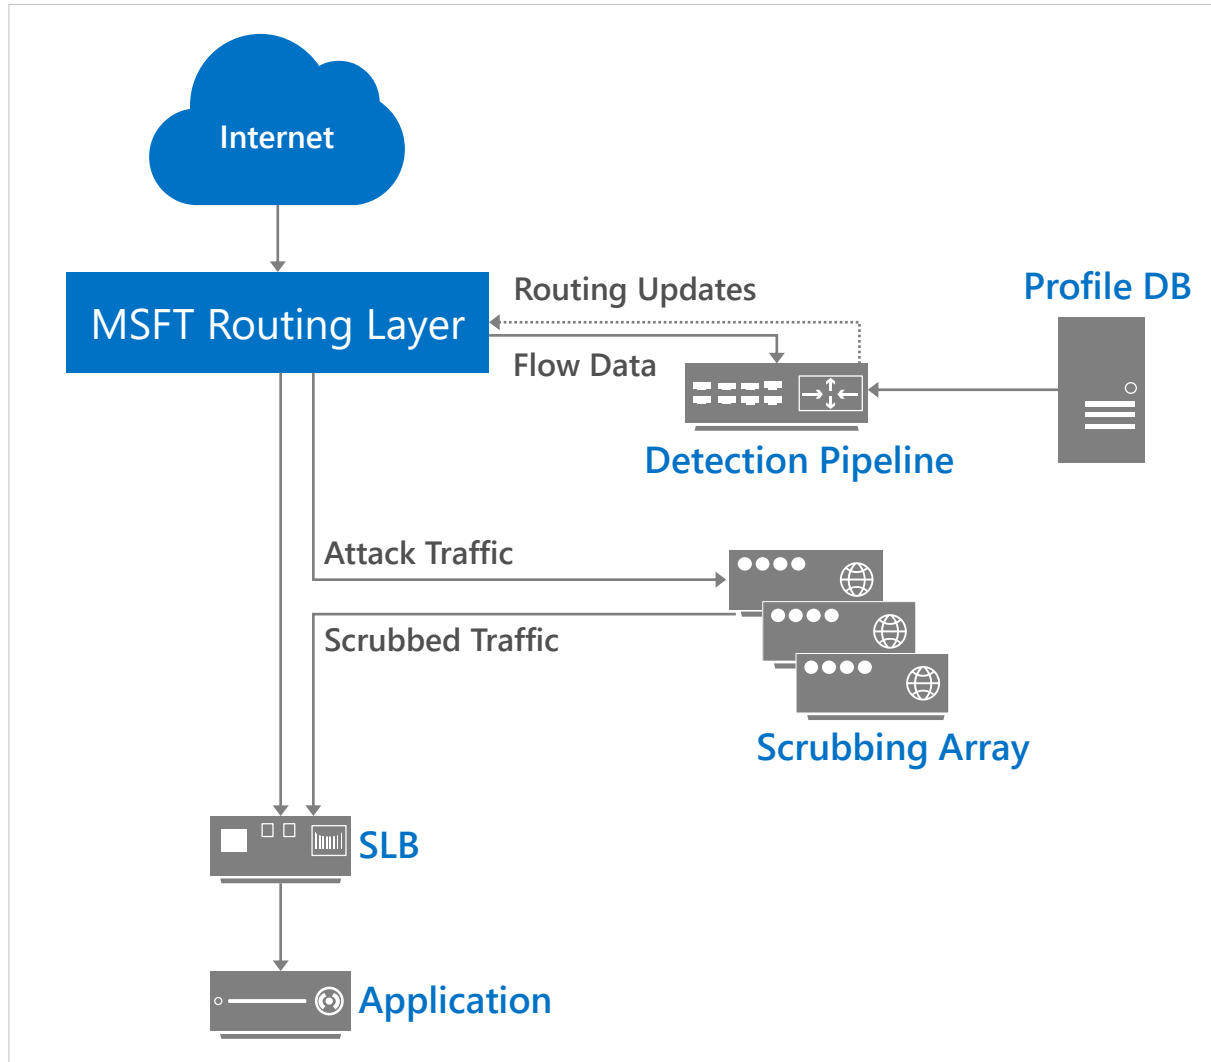 Internet
MSFT Routing Layer
Routing Updates
Flow Data
Profile DB
Detection Pipeline
Attack Traffic
Scrubbed Traffic
Scrubbing Array
SLB
Application